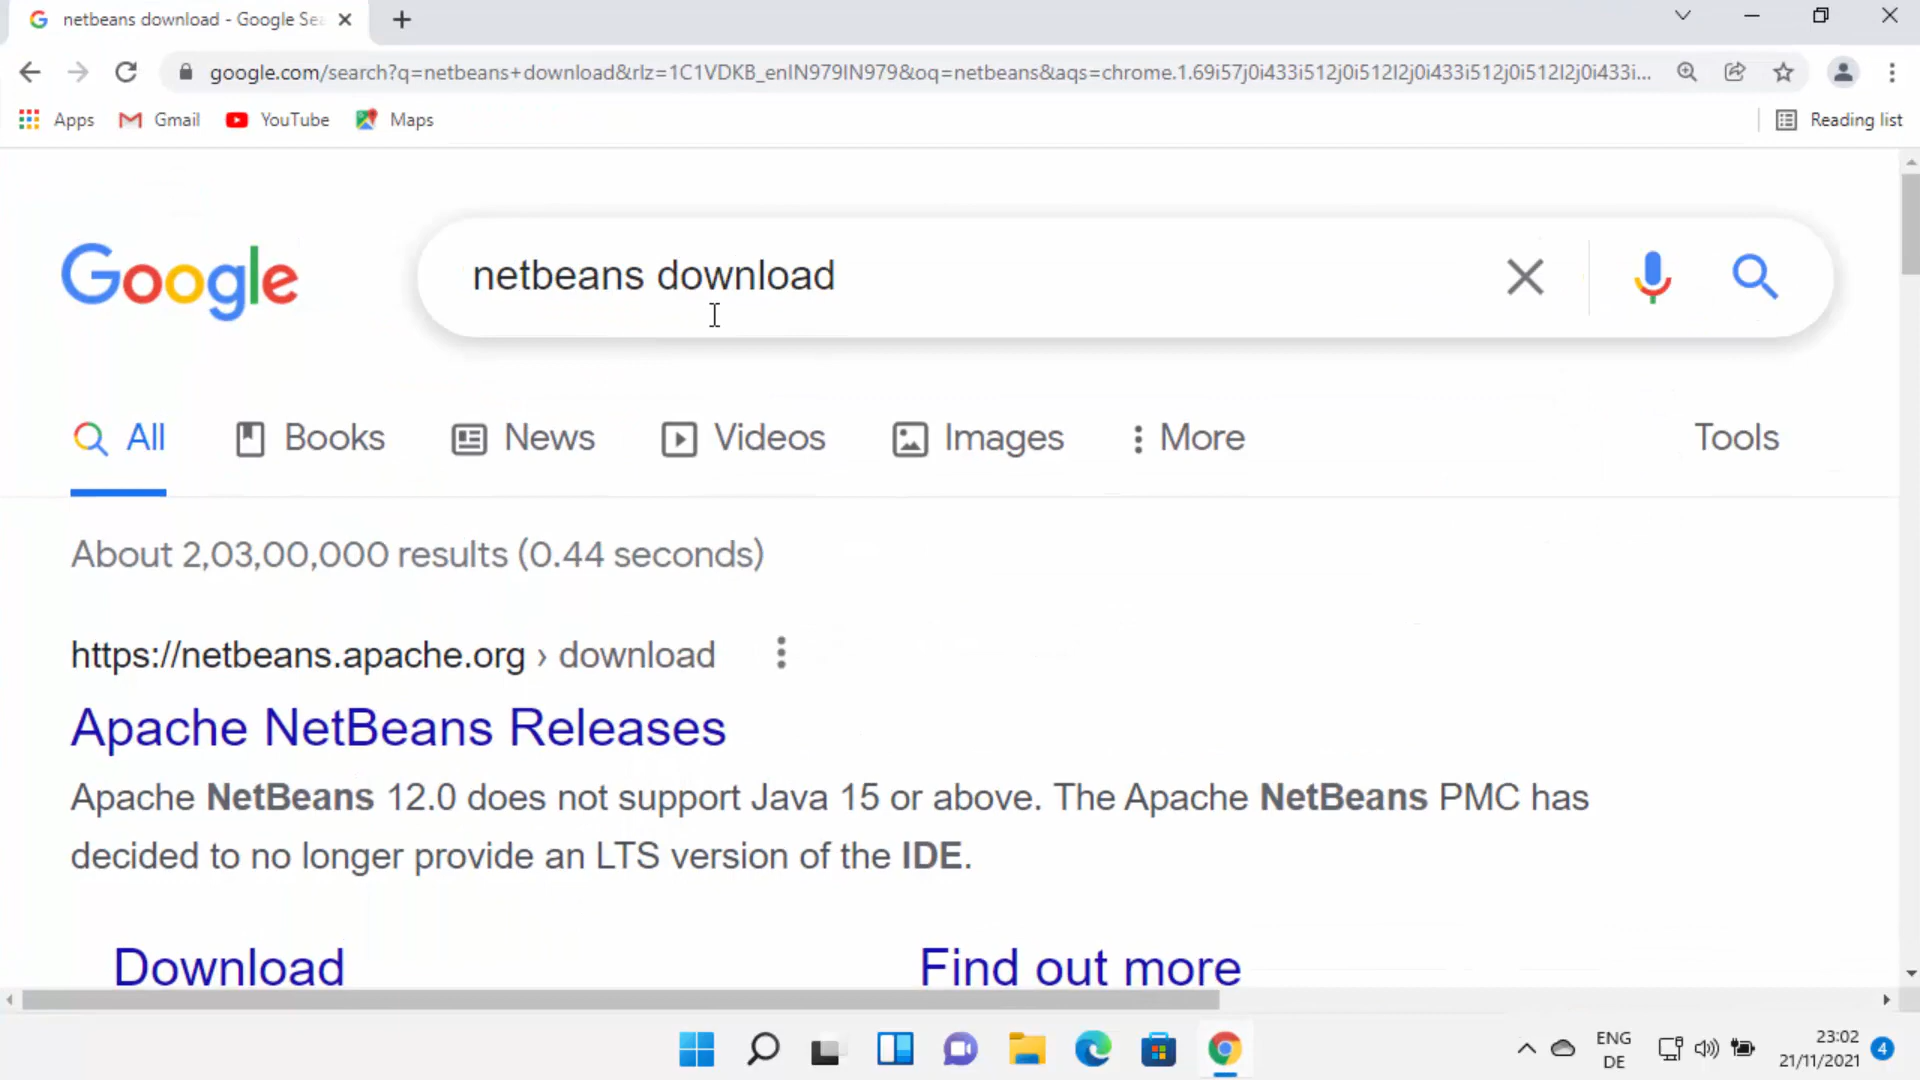 netbeans download - Google Sea
google.com/search?q=netbeans+download&rlz=1C1VDKB_enIN979IN979&oq=netbeans&aqs=chrome.1.69i57j0i433i512j0i512l2j0i433i512j0i512l2j0i433i...
Apps Gmail YouTube Maps Reading list
Google netbeans download
All Books News Videos Images More Tools
About 2,03,00,000 results (0.44 seconds)
https://netbeans.apache.org › download
Apache NetBeans Releases
Apache NetBeans 12.0 does not support Java 15 or above. The Apache NetBeans PMC has
decided to no longer provide an LTS version of the IDE.
Download Find out more
ENG 23:02
DE 21/11/2021 4